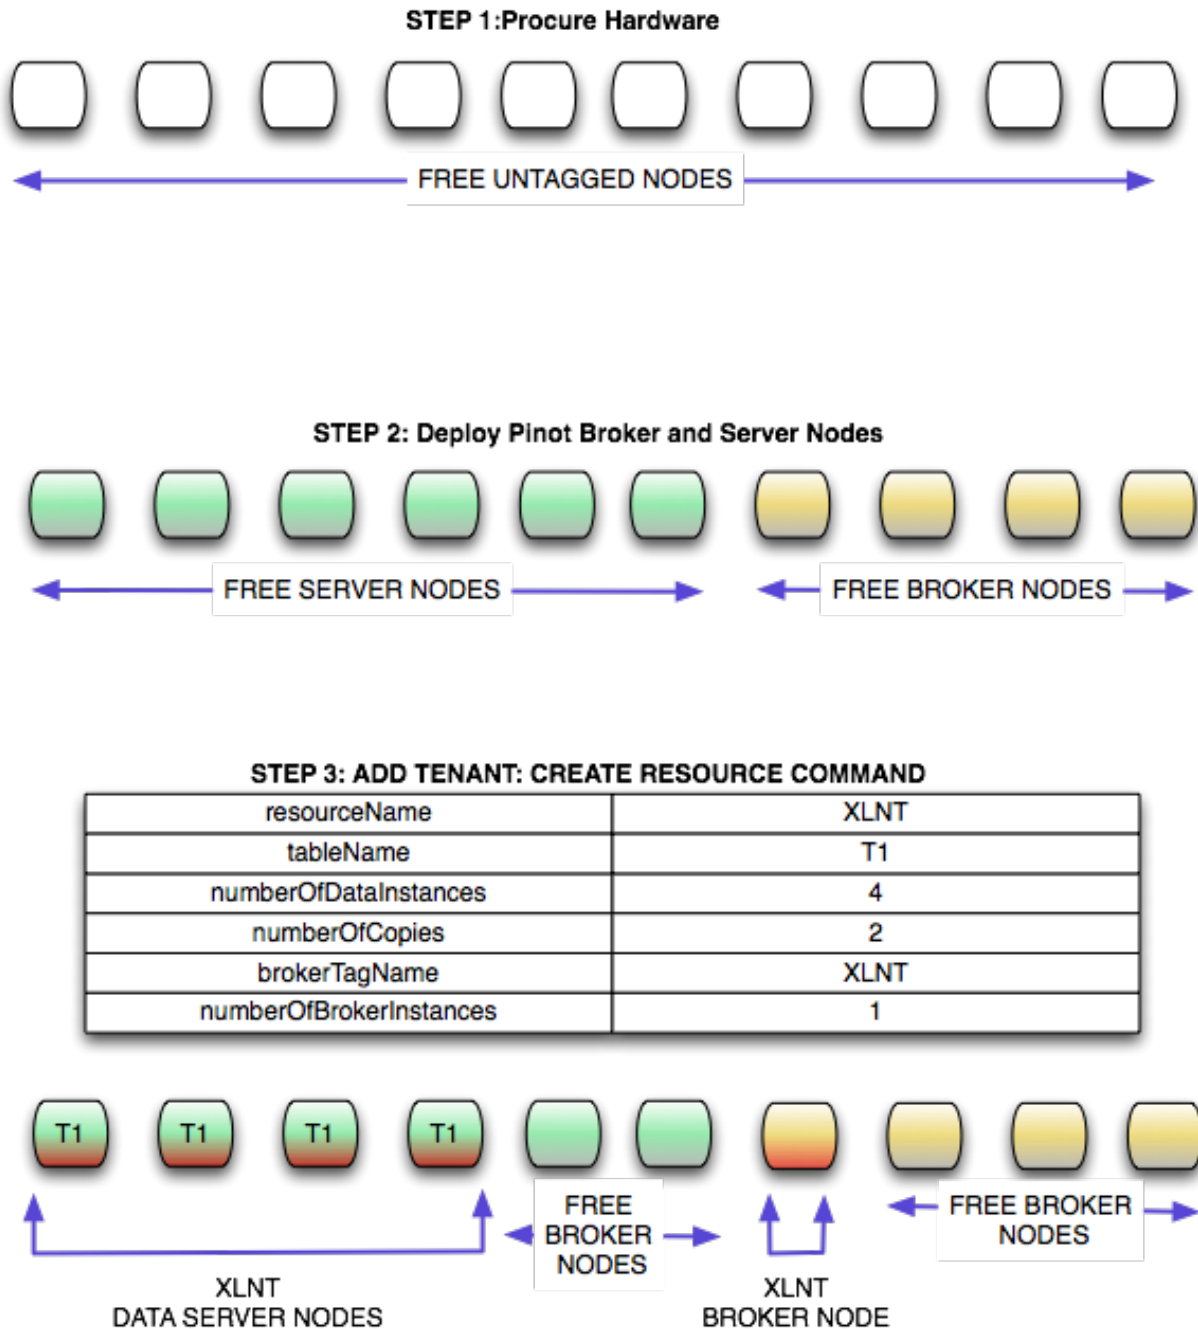 STEP 1:Procure Hardware
FREE UNTAGGED NODES
STEP 2: Deploy Pinot Broker and Server Nodes
FREE SERVER NODES
FREE BROKER NODES
STEP 3: ADD TENANT: CREATE RESOURCE COMMAND
resourceName XLNT
tableName T1
numberOfDataInstances 4
numberOfCopies 2
brokerTagName XLNT
numberOfBrokerInstances 1
T1 T1 T1 T1
XLNT
DATA SERVER NODES
FREE
BROKER
NODES
XLNT
BROKER NODE
FREE BROKER
NODES